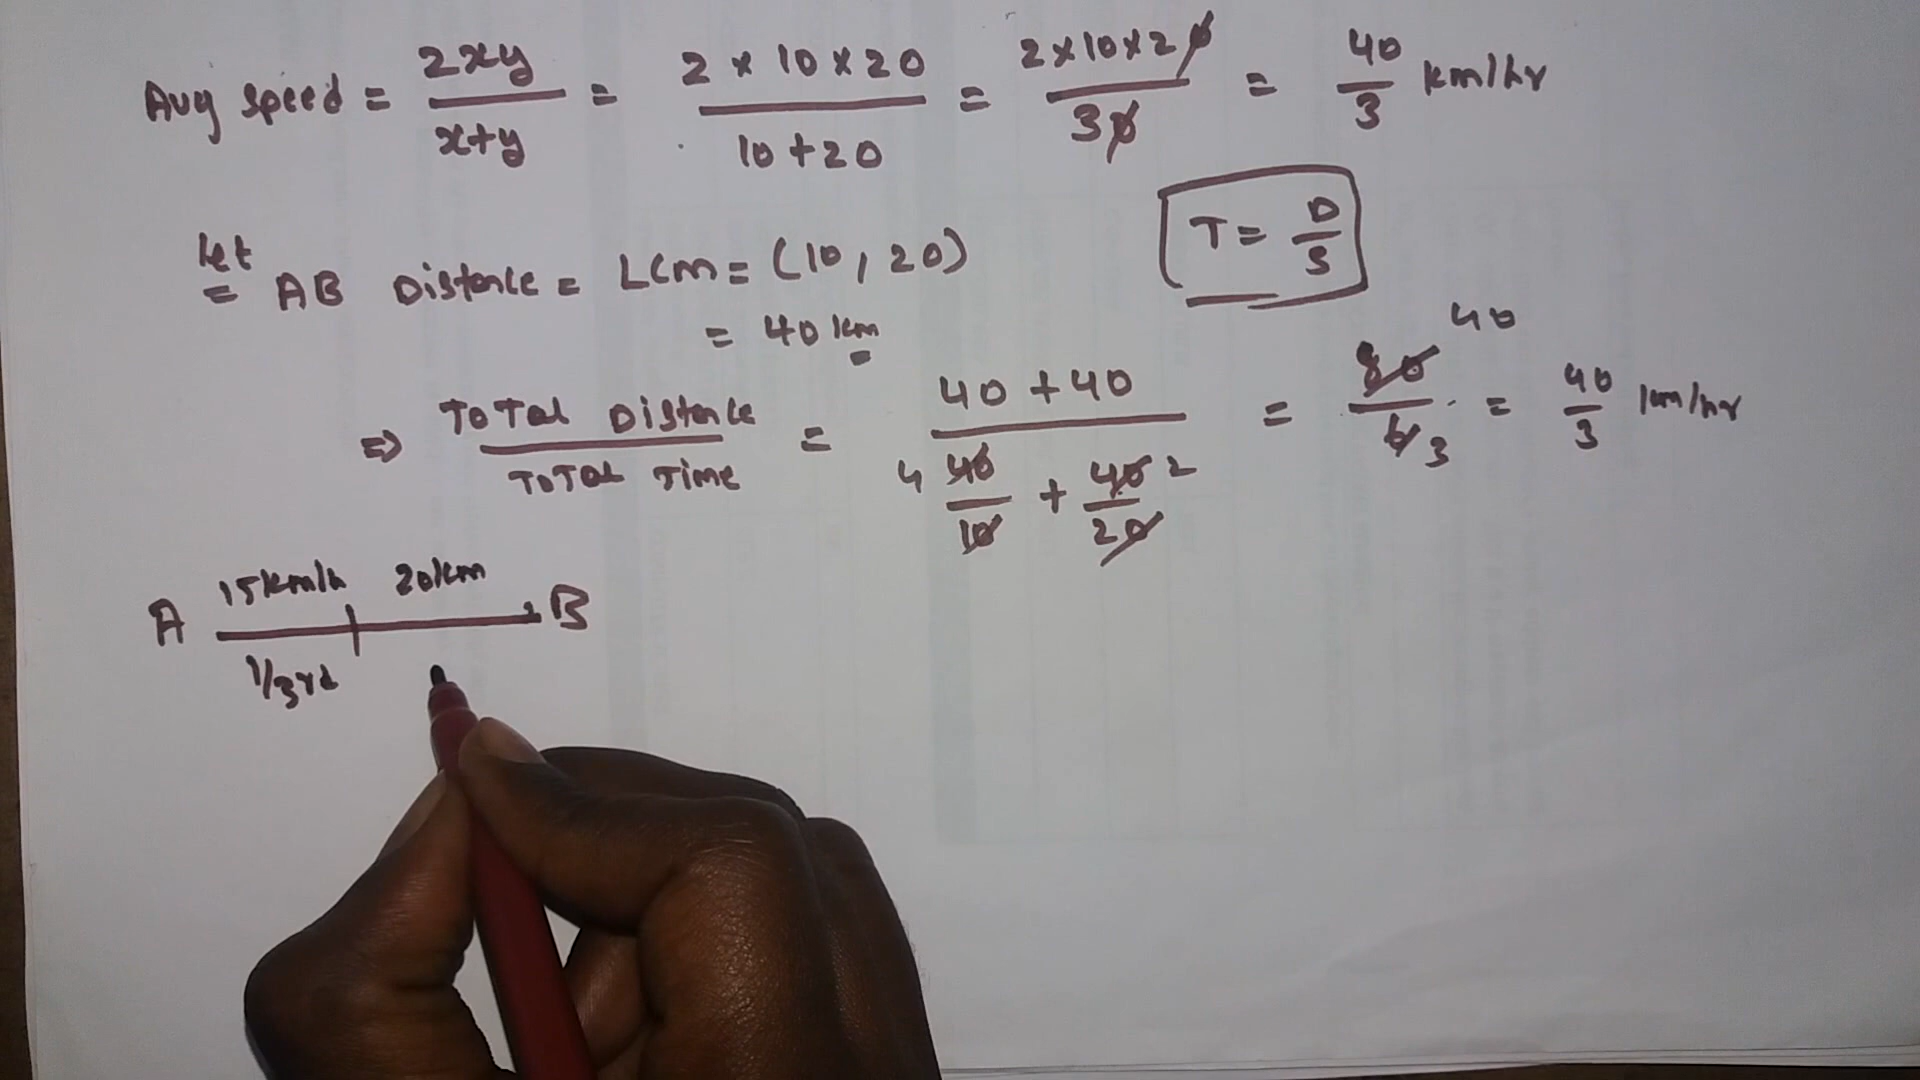 Avg speed = 2xy / x+y = 2 × 10 × 20 / 10 + 20 = 2×10×20 / 30 = 40/3 km/hr
T = D/S
let = AB Distance = LCM = (10, 20)
= 40 km
⇒ Total Distance / Total Time = 40 + 40 / 4 40/10 + 40/20 2 = 80 40 / 6 3 = 40/3 km/hr
A 15km/h 20km B
1/3rd